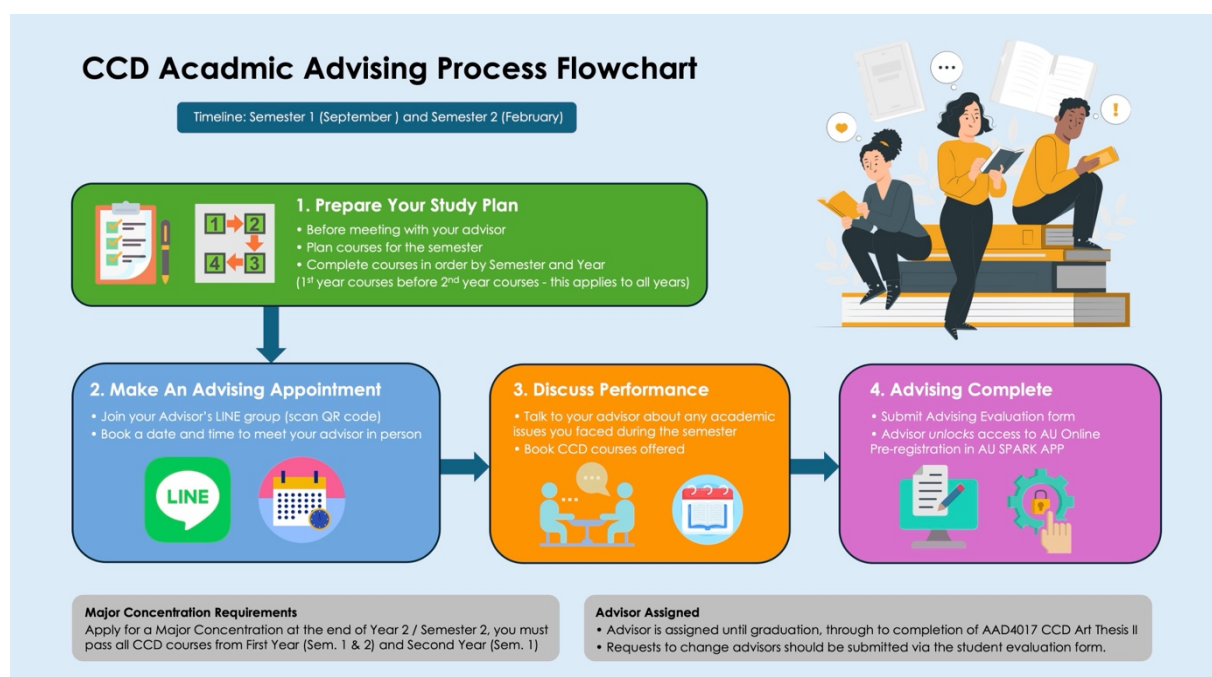 CCD Acadmic Advising Process Flowchart
Timeline: Semester 1 (September ) and Semester 2 (February)
1. Prepare Your Study Plan
• Before meeting with your advisor
• Plan courses for the semester
• Complete courses in order by Semester and Year
(1st year courses before 2nd year courses - this applies to all years)
1 2
4 3
2. Make An Advising Appointment
• Join your Advisor's LINE group (scan QR code)
• Book a date and time to meet your advisor in person
LINE
3. Discuss Performance
• Talk to your advisor about any academic
issues you faced during the semester
• Book CCD courses offered
4. Advising Complete
• Submit Advising Evaluation form
• Advisor unlocks access to AU Online
Pre-registration in AU SPARK APP
Major Concentration Requirements
Apply for a Major Concentration at the end of Year 2 / Semester 2, you must
pass all CCD courses from First Year (Sem. 1 & 2) and Second Year (Sem. 1)
Advisor Assigned
• Advisor is assigned until graduation, through to completion of AAD4017 CCD Art Thesis II
• Requests to change advisors should be submitted via the student evaluation form.